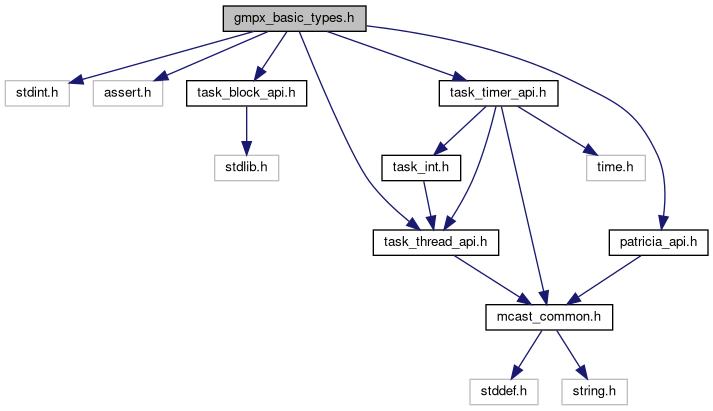 gmpx_basic_types.h
stdint.h
assert.h
task_block_api.h
task_timer_api.h
stdlib.h
task_int.h
time.h
task_thread_api.h
patricia_api.h
mcast_common.h
stddef.h
string.h